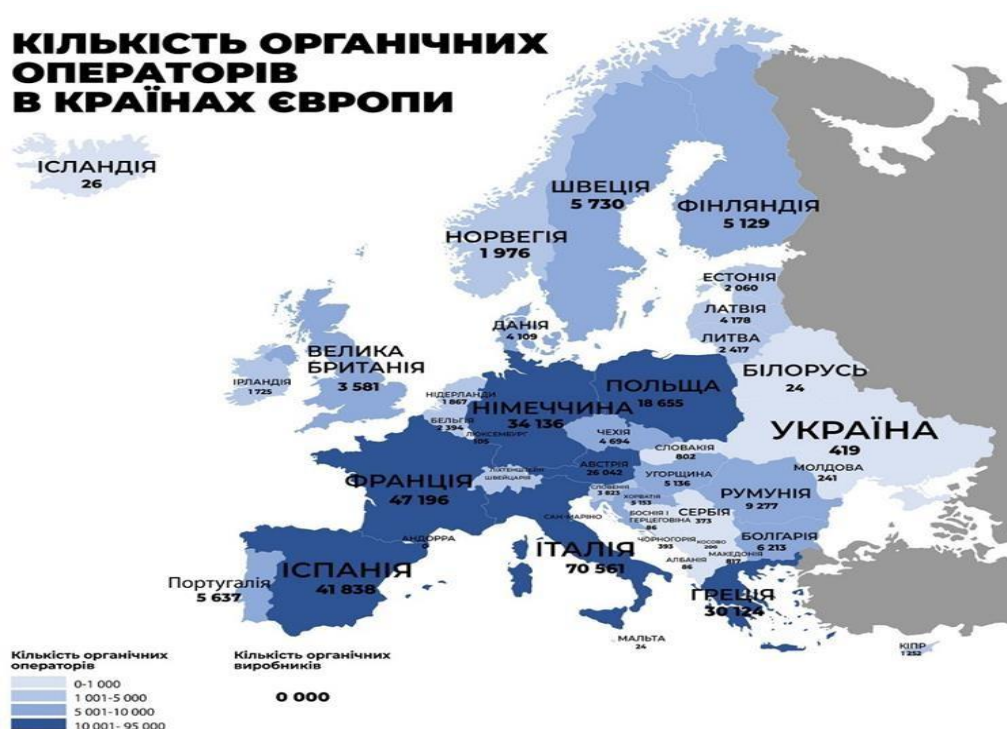 КІЛЬКІСТЬ ОРГАНІЧНИХ
ОПЕРАТОРІВ
В КРАЇНАХ ЄВРОПИ
ІСЛАНДІЯ
26
ШВЕЦІЯ
5 730
ФІНЛЯНДІЯ
5 129
НОРВЕГІЯ
1 976
ЕСТОНІЯ
2 060
ЛАТВІЯ
4 178
ДАНІЯ
4 109
ЛИТВА
2 417
ВЕЛИКА
БРИТАНІЯ
3 581
БІЛОРУСЬ
24
ІРЛАНДІЯ
1 725
НІДЕРЛАНДИ
1 867
ПОЛЬЩА
18 655
НІМЕЧЧИНА
34 136
БЕЛЬГІЯ
2 394
ЛЮКСЕМБУРГ
105
ЧЕХІЯ
4 694
УКРАЇНА
419
СЛОВАКІЯ
802
МОЛДОВА
241
ФРАНЦІЯ
47 196
ЛІХТЕНШТЕЙН
ШВЕЙЦАРІЯ
АВСТРІЯ
26 042
УГОРЩИНА
5 136
СЛОВЕНІЯ
3 823
ХОРВАТІЯ
5 153
РУМУНІЯ
9 277
САН-МАРІНО
БОСНІЯ І
ГЕРЦЕГОВИНА
86
СЕРБІЯ
373
АНДОРРА
0
ЧОРНОГОРІЯ
393
КОСОВО
200
БОЛГАРІЯ
6 213
ІТАЛІЯ
70 561
АЛБАНІЯ
86
МАКЕДОНІЯ
817
Португалія
5 637
ІСПАНІЯ
41 838
ГРЕЦІЯ
30 124
МАЛЬТА
24
КІПР
1 252
Кількість органічних
операторів
0-1 000
1 001-5 000
5 001-10 000
10 001- 95 000
Кількість органічних
виробників
0 000